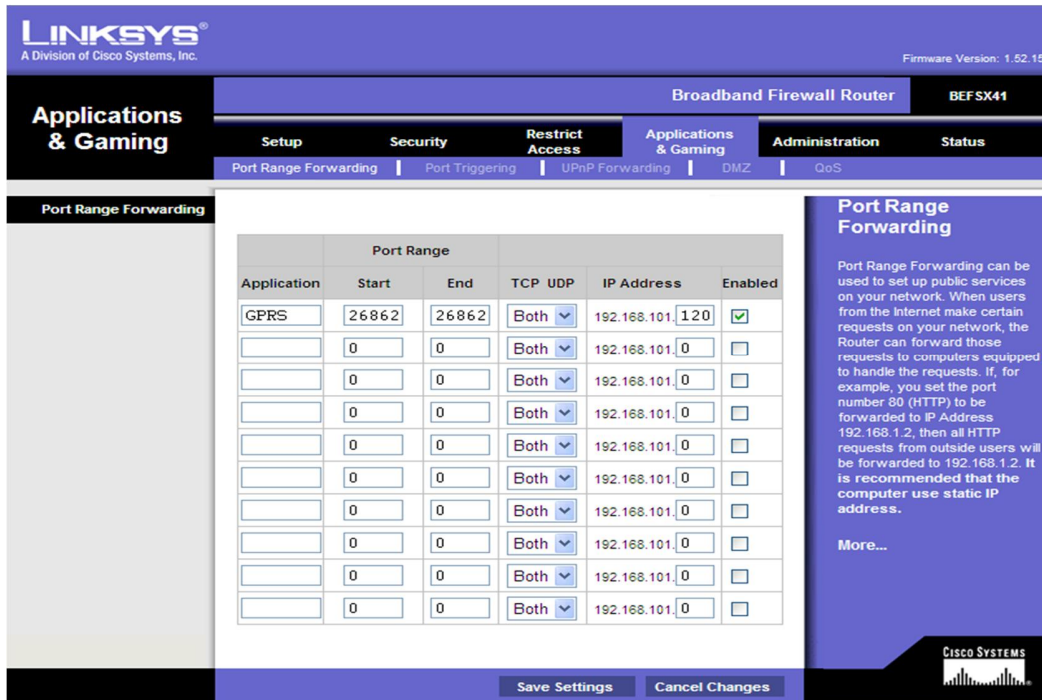 LINKSYS®
A Division of Cisco Systems, Inc.
Firmware Version: 1.52.15
Applications
& Gaming
Broadband Firewall Router
BEFSX41
Setup
Security
Restrict
Access
Applications
& Gaming
Administration
Status
Port Range Forwarding
Port Triggering
UPnP Forwarding
DMZ
QoS
Port Range Forwarding
Port Range
Application Start End TCP UDP IP Address Enabled
GPRS 26862 26862 Both 192.168.101. 120
0 0 Both 192.168.101. 0
0 0 Both 192.168.101. 0
0 0 Both 192.168.101. 0
0 0 Both 192.168.101. 0
0 0 Both 192.168.101. 0
0 0 Both 192.168.101. 0
0 0 Both 192.168.101. 0
0 0 Both 192.168.101. 0
0 0 Both 192.168.101. 0
Port Range
Forwarding
Port Range Forwarding can be
used to set up public services
on your network. When users
from the Internet make certain
requests on your network, the
Router can forward those
requests to computers equipped
to handle the requests. If, for
example, you set the port
number 80 (HTTP) to be
forwarded to IP Address
192.168.1.2, then all HTTP
requests from outside users will
be forwarded to 192.168.1.2. It
is recommended that the
computer use static IP
address.
More...
Save Settings
Cancel Changes
CISCO SYSTEMS